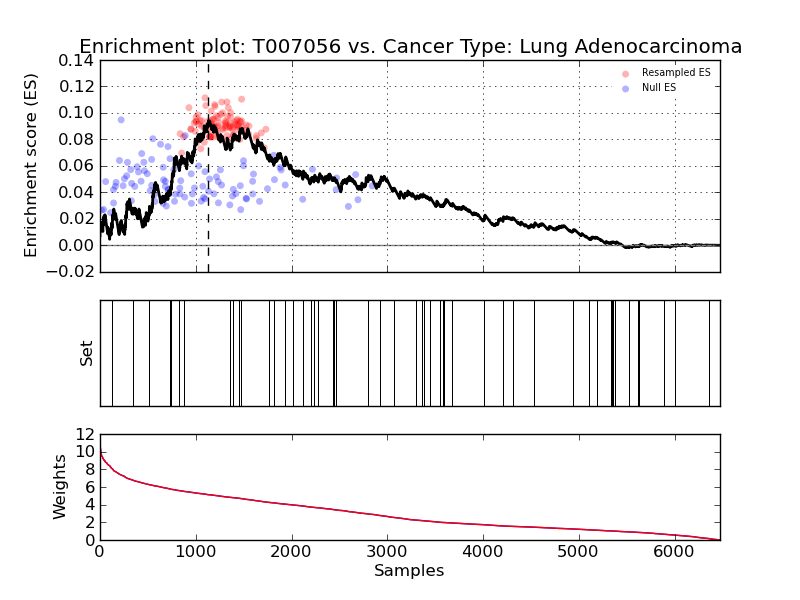 Enrichment plot: T007056 vs. Cancer Type: Lung Adenocarcinoma
0.14
0.12
0.10
0.08
0.06
0.04
0.02
0.00
−0.02
Enrichment score (ES)
Resampled ES
Null ES
Set
12
10
8
6
4
2
0
Weights
0 1000 2000 3000 4000 5000 6000
Samples